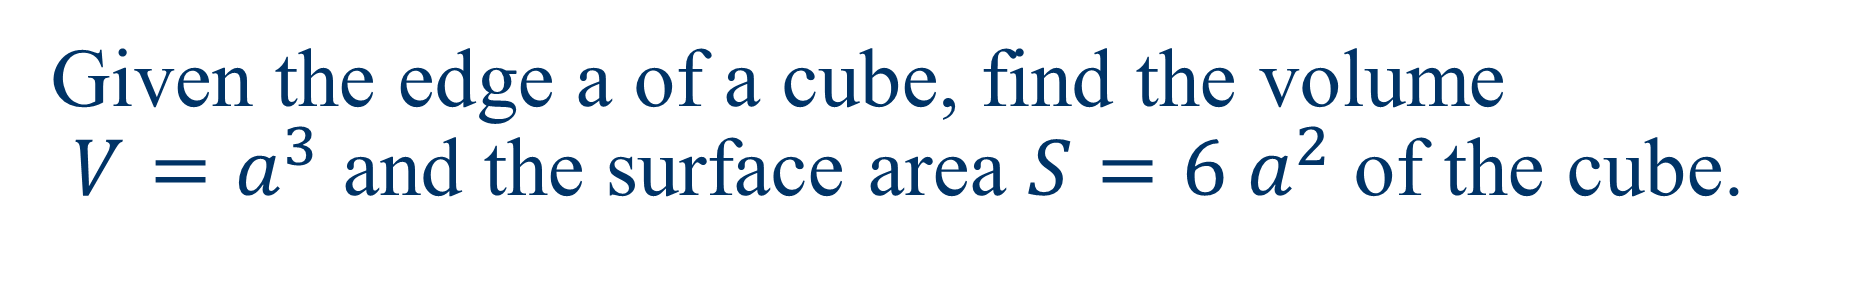 Given the edge a of a cube, find the volume
V = a³ and the surface area S = 6 a² of the cube.